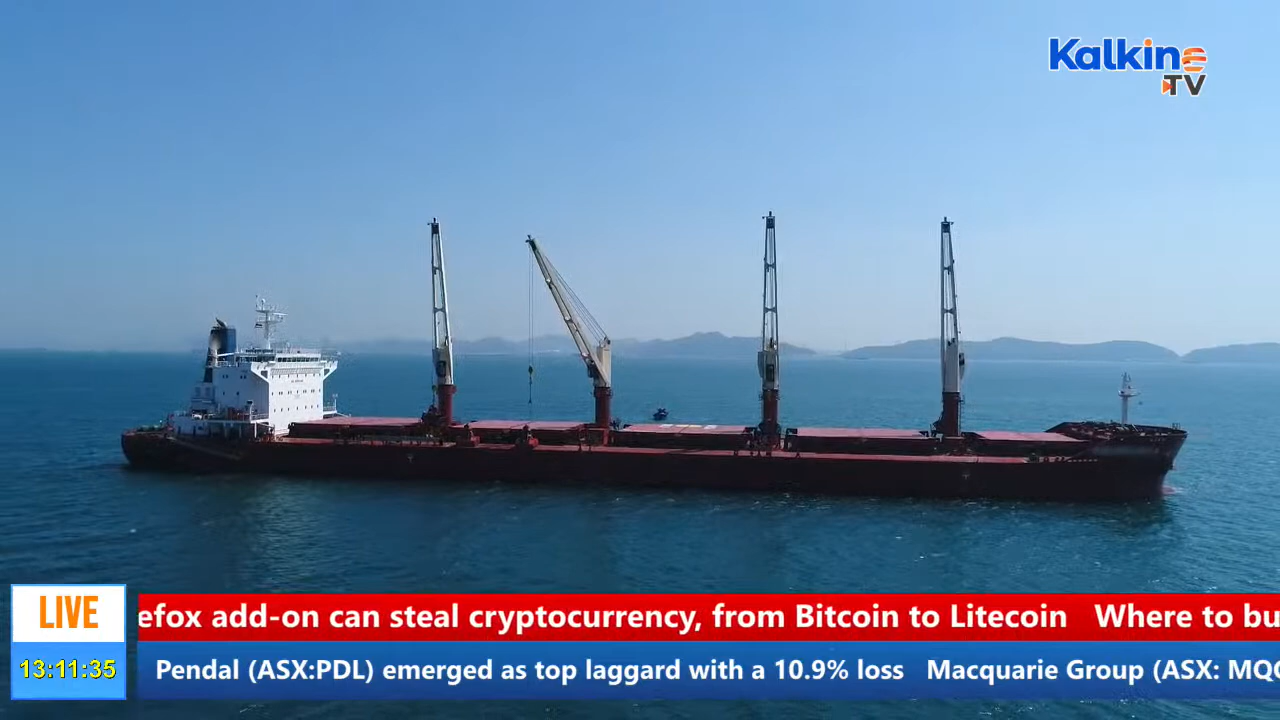 Kalkine
TV
LIVE
efox add-on can steal cryptocurrency, from Bitcoin to Litecoin Where to bu
13:11:35
Pendal (ASX:PDL) emerged as top laggard with a 10.9% loss Macquarie Group (ASX: MQG